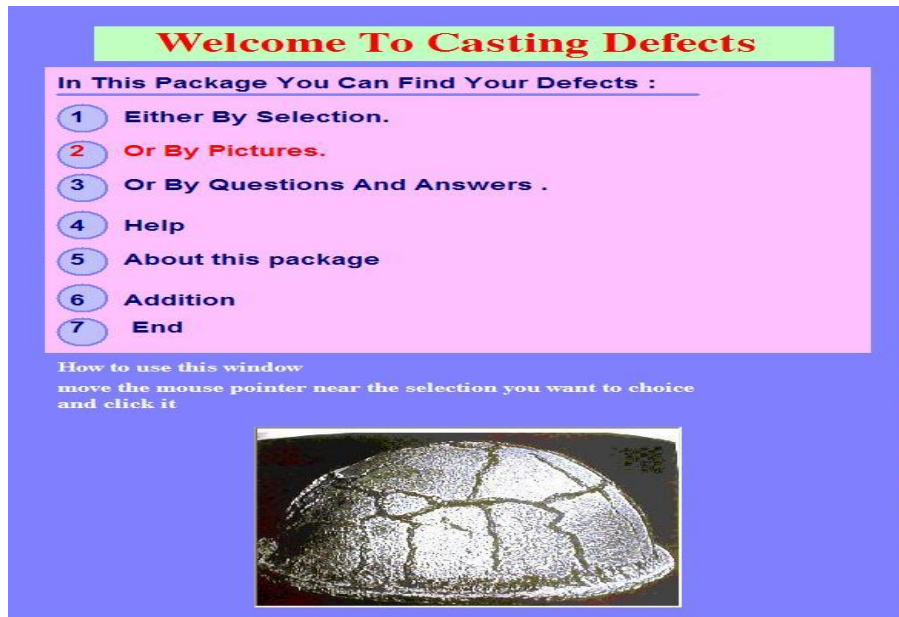 Welcome To Casting Defects
In This Package You Can Find Your Defects :
1 Either By Selection.
2 Or By Pictures.
3 Or By Questions And Answers .
4 Help
5 About this package
6 Addition
7 End
How to use this window
move the mouse pointer near the selection you want to choice
and click it